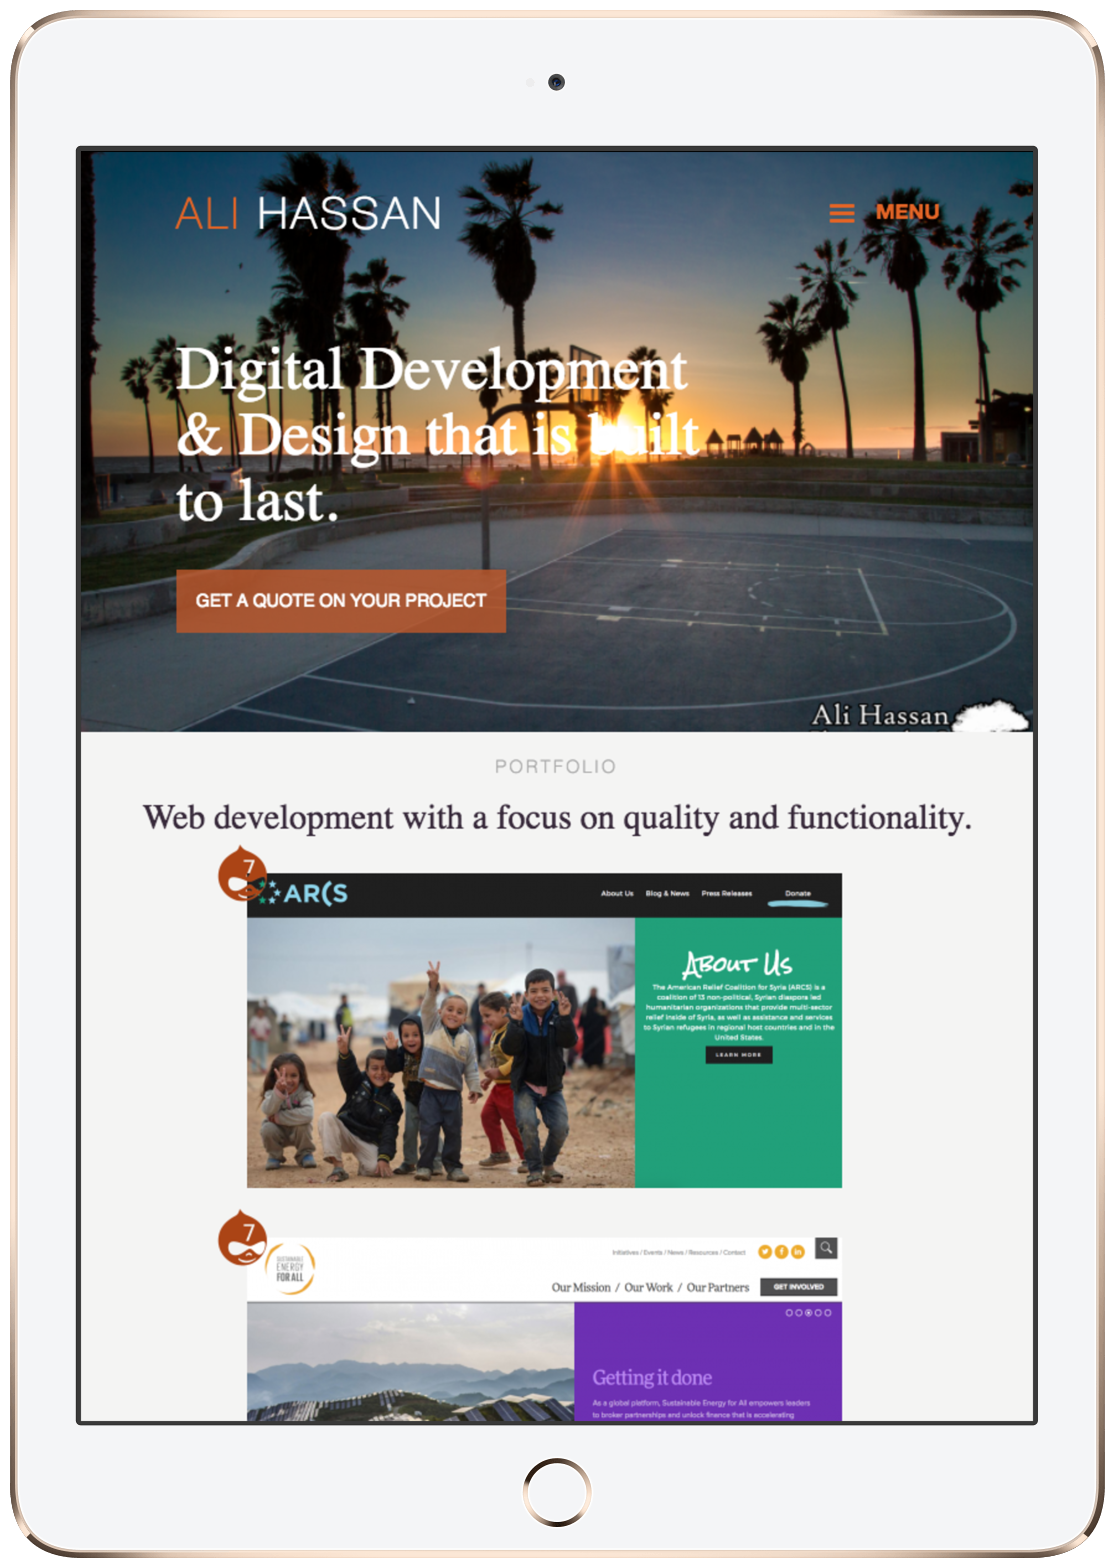 ALI HASSAN
MENU
Digital Development
& Design that is built
to last.
GET A QUOTE ON YOUR PROJECT
Ali Hassan
PORTFOLIO
Web development with a focus on quality and functionality.
7
ARCS
About Us Blog & News Press Releases Donate
About Us
The American Relief Coalition for Syria (ARCS) is a
coalition of 13 non-political, Syrian diaspora led
humanitarian organizations that provide multi-sector
relief inside of Syria, as well as assistance and services
to Syrian refugees in regional host countries and in the
United States.
LEARN MORE
7
SUSTAINABLE
ENERGY
FOR ALL
Initiatives / Events / News / Resources / Contact
Our Mission / Our Work / Our Partners
GET INVOLVED
Getting it done
As a global platform, Sustainable Energy for All empowers leaders
to broker partnerships and unlock finance that is accelerating